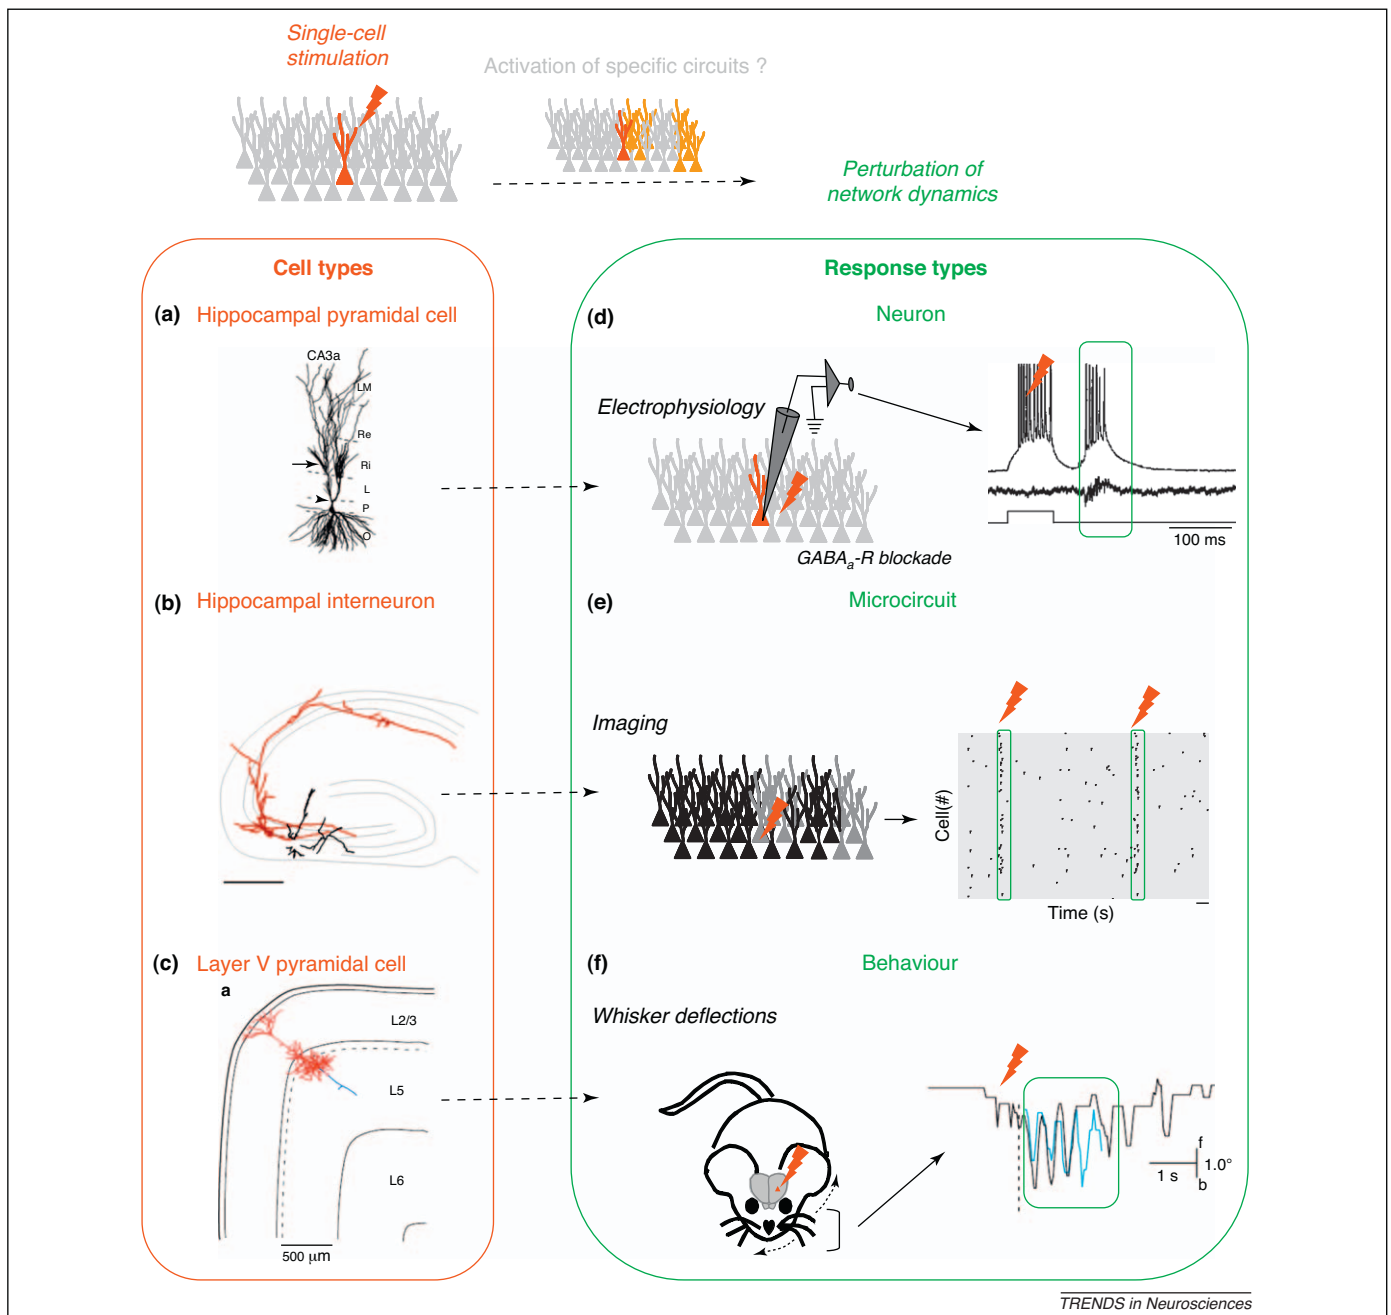 Single-cell
stimulation
Activation of specific circuits ?
Perturbation of
network dynamics
Cell types
Response types
(a) Hippocampal pyramidal cell
CA3a
LM
Re
Ri
L
P
O
(d) Neuron
Electrophysiology
GABAa-R blockade
100 ms
(b) Hippocampal interneuron
(e) Microcircuit
Imaging
Cell(#)
Time (s)
(c) Layer V pyramidal cell
a
L2/3
L5
L6
500 μm
(f) Behaviour
Whisker deflections
f
1 s
1.0°
b
TRENDS in Neurosciences